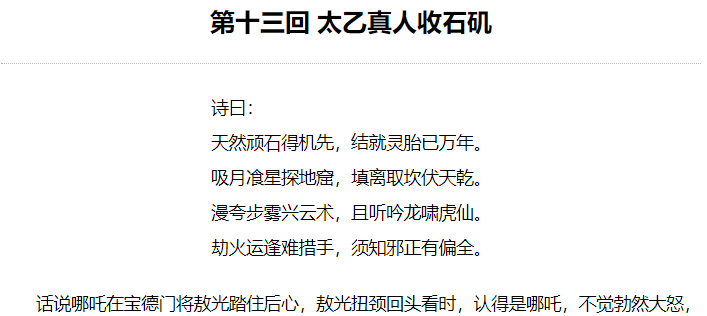 第十三回 太乙真人收石矶
诗曰：
天然顽石得机先，结就灵胎已万年。
吸月飡星探地窟，填离取坎伏天乾。
漫夸步雾兴云术，且听吟龙啸虎仙。
劫火运逢难措手，须知邪正有偏全。
话说哪吒在宝德门将敖光踏住后心，敖光扭颈回头看时，认得是哪吒，不觉勃然大怒，